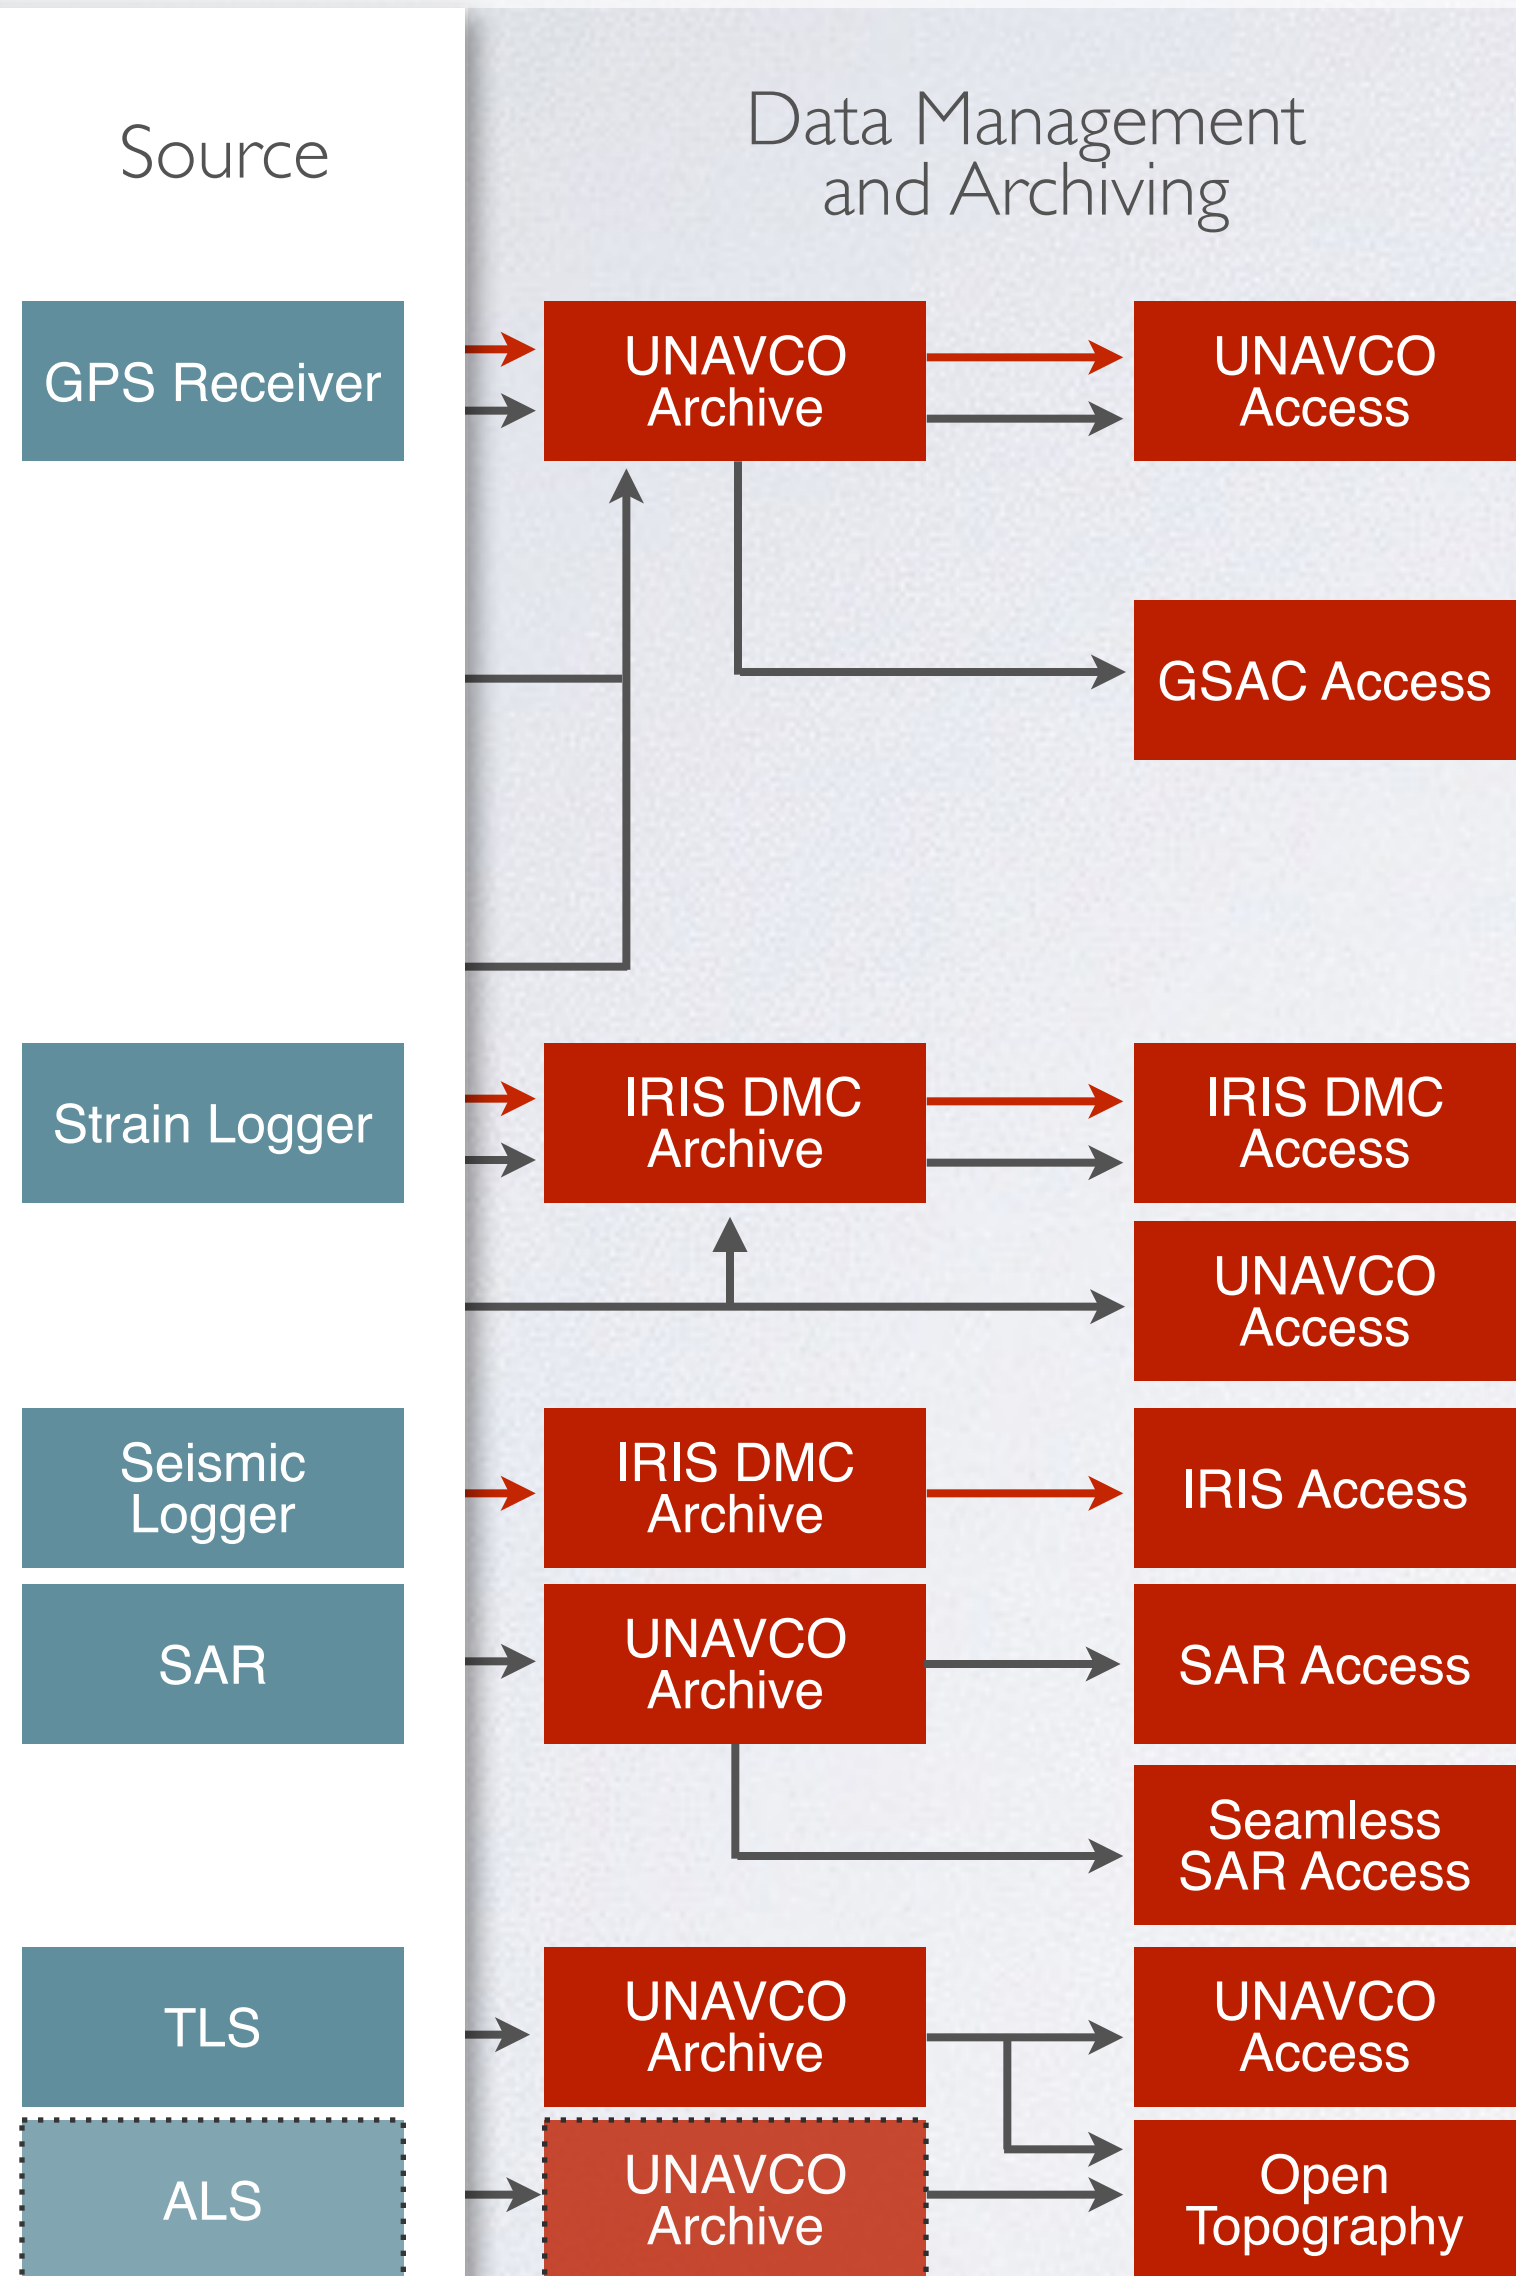 Source
Data Management
and Archiving
GPS Receiver
UNAVCO
Archive
UNAVCO
Access
GSAC Access
Strain Logger
IRIS DMC
Archive
IRIS DMC
Access
UNAVCO
Access
Seismic
Logger
IRIS DMC
Archive
IRIS Access
SAR
UNAVCO
Archive
SAR Access
Seamless
SAR Access
TLS
UNAVCO
Archive
UNAVCO
Access
ALS
UNAVCO
Archive
Open
Topography